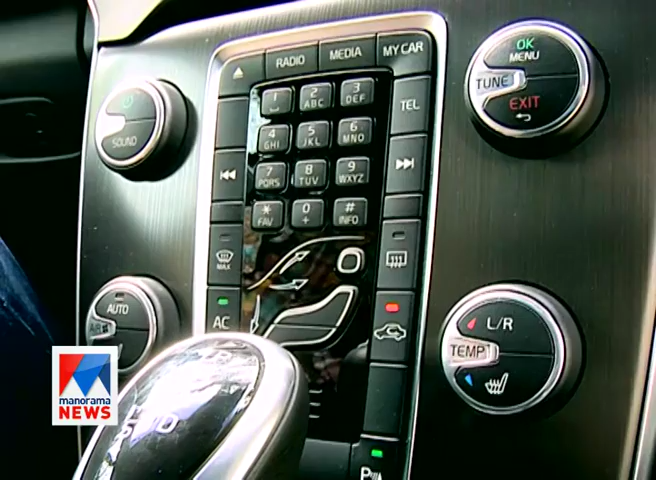 RADIO MEDIA MY CAR
OK
MENU
TUNE
EXIT
SOUND
1 2 ABC 3 DEF
TEL
4 GHI 5 JKL 6 MNO
7 PQRS 8 TUV 9 WXYZ
* FAV 0 + # INFO
MAX
AUTO
AC
L/R
TEMP
manorama
NEWS